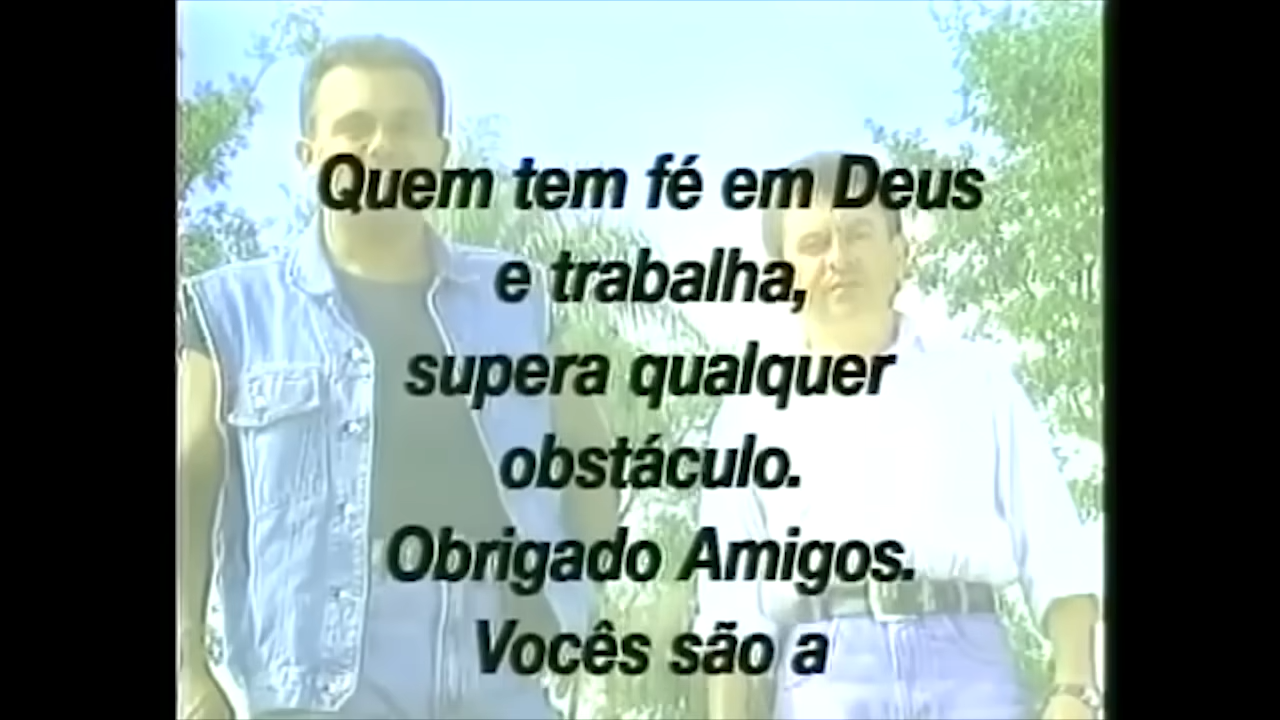 Quem tem fé em Deus
e trabalha,
supera qualquer
obstáculo.
Obrigado Amigos.
Vocês são a